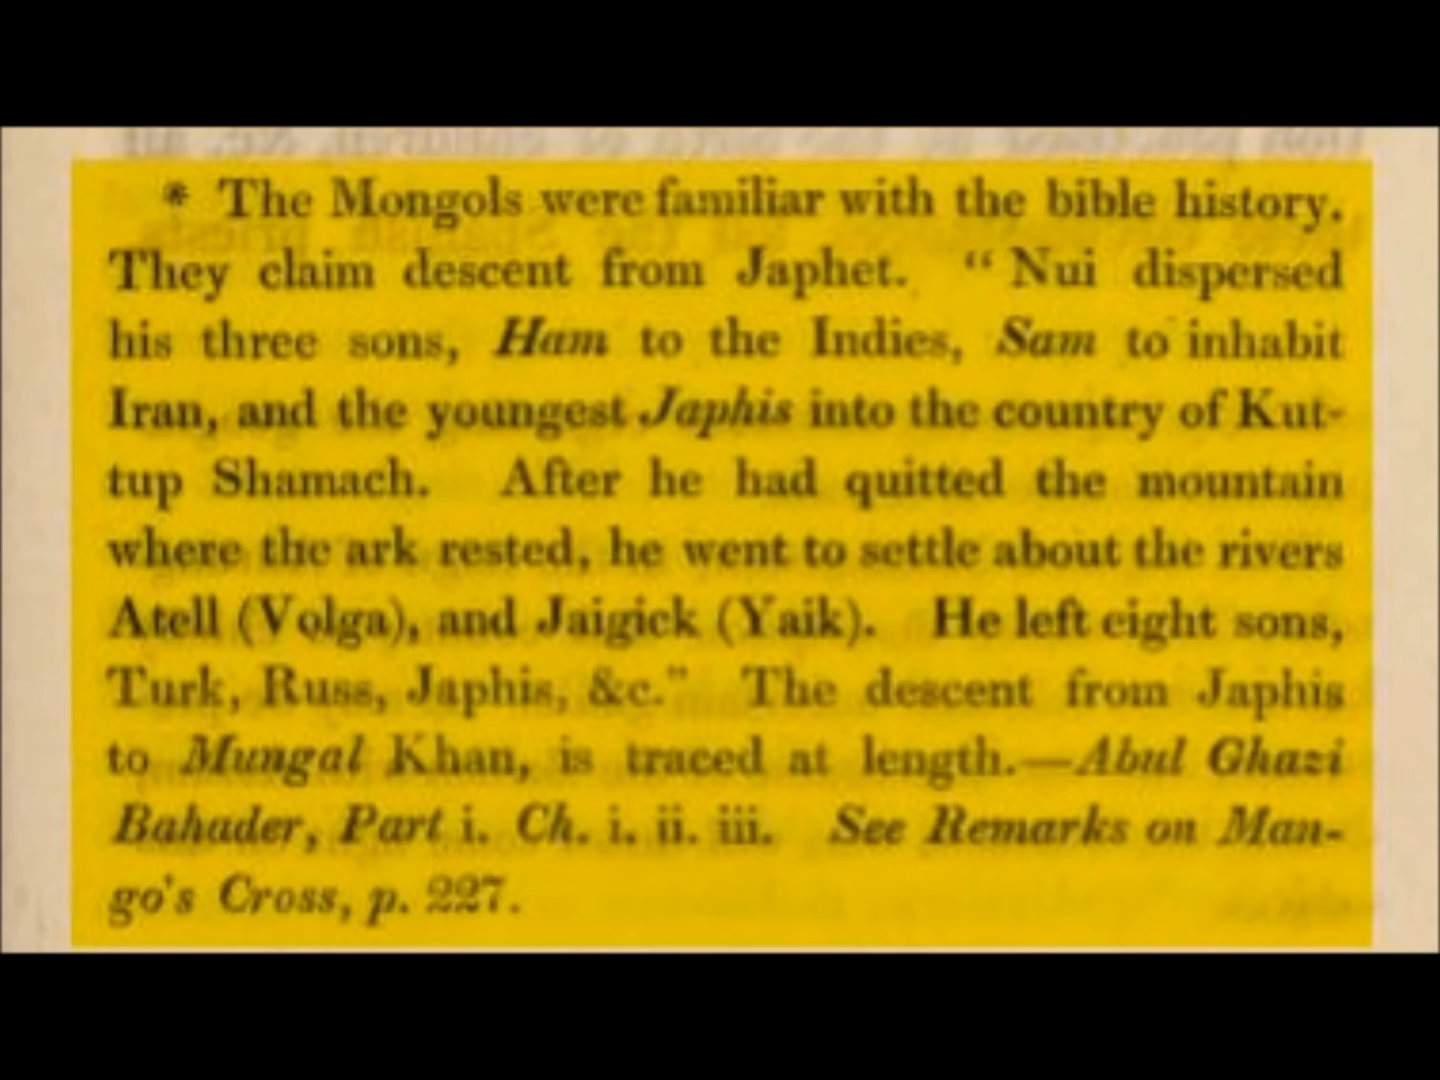 * The Mongols were familiar with the bible history.
They claim descent from Japhet. “ Nui dispersed
his three sons, Ham to the Indies, Sam to inhabit
Iran, and the youngest Japhis into the country of Kut-
tup Shamach. After he had quitted the mountain
where the ark rested, he went to settle about the rivers
Atell (Volga), and Jaigick (Yaik). He left eight sons,
Turk, Russ, Japhis, &c.” The descent from Japhis
to Mungal Khan, is traced at length.—Abul Ghazi
Bahader, Part i. Ch. i. ii. iii. See Remarks on Man-
go's Cross, p. 227.